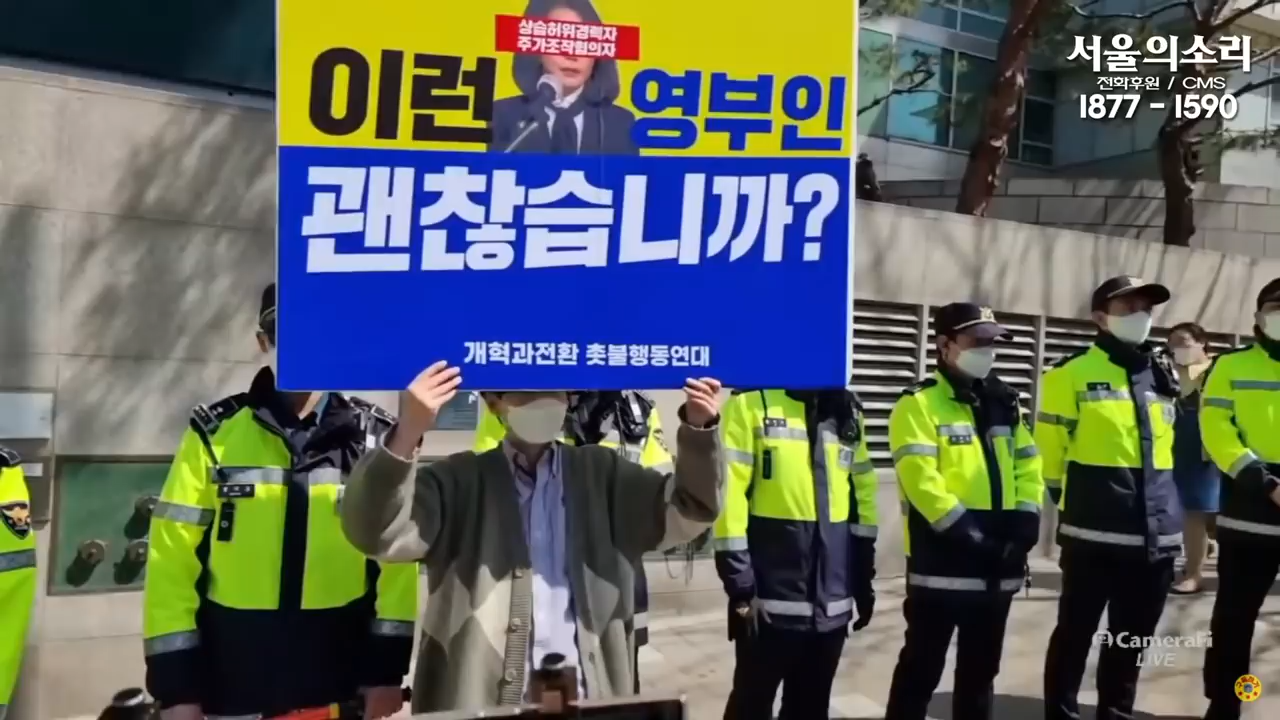 상습허위경력자
주가조작혐의자
이런 영부인
괜찮습니까?
개혁과전환 촛불행동연대
서울의소리
전화후원 / CMS
1877 - 1590
CameraFi
LIVE